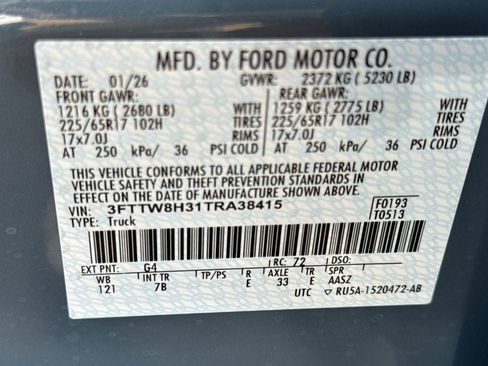 MFD. BY FORD MOTOR CO.
DATE: 01/26 GVWR: 2372 KG ( 5230 LB)
FRONT GAWR: REAR GAWR:
1216 KG ( 2680 LB) 1259 KG ( 2775 LB) WITH
225/65R17 102H 225/65R17 102H TIRES
17x7.0J 17x7.0J RIMS
AT 250 kPa/ 36 PSI COLD AT 250 kPa/ 36 PSI COLD
WITH
TIRES
RIMS
THIS VEHICLE CONFORMS TO ALL APPLICABLE FEDERAL MOTOR
VEHICLE SAFETY, BUMPER, AND THEFT PREVENTION STANDARDS
IN EFFECT ON THE DATE OF MANUFACTURE SHOWN ABOVE.
VIN: 3FTTW8H31TRA38415 F0193
TYPE: Truck T0513
EXT PNT: G4 RC: 72 DSO:
WB INT TR TP/PS R AXLE TR SPR
121 7B E 33 E AASZ
UTC ▽ RU5A-1520472-AB